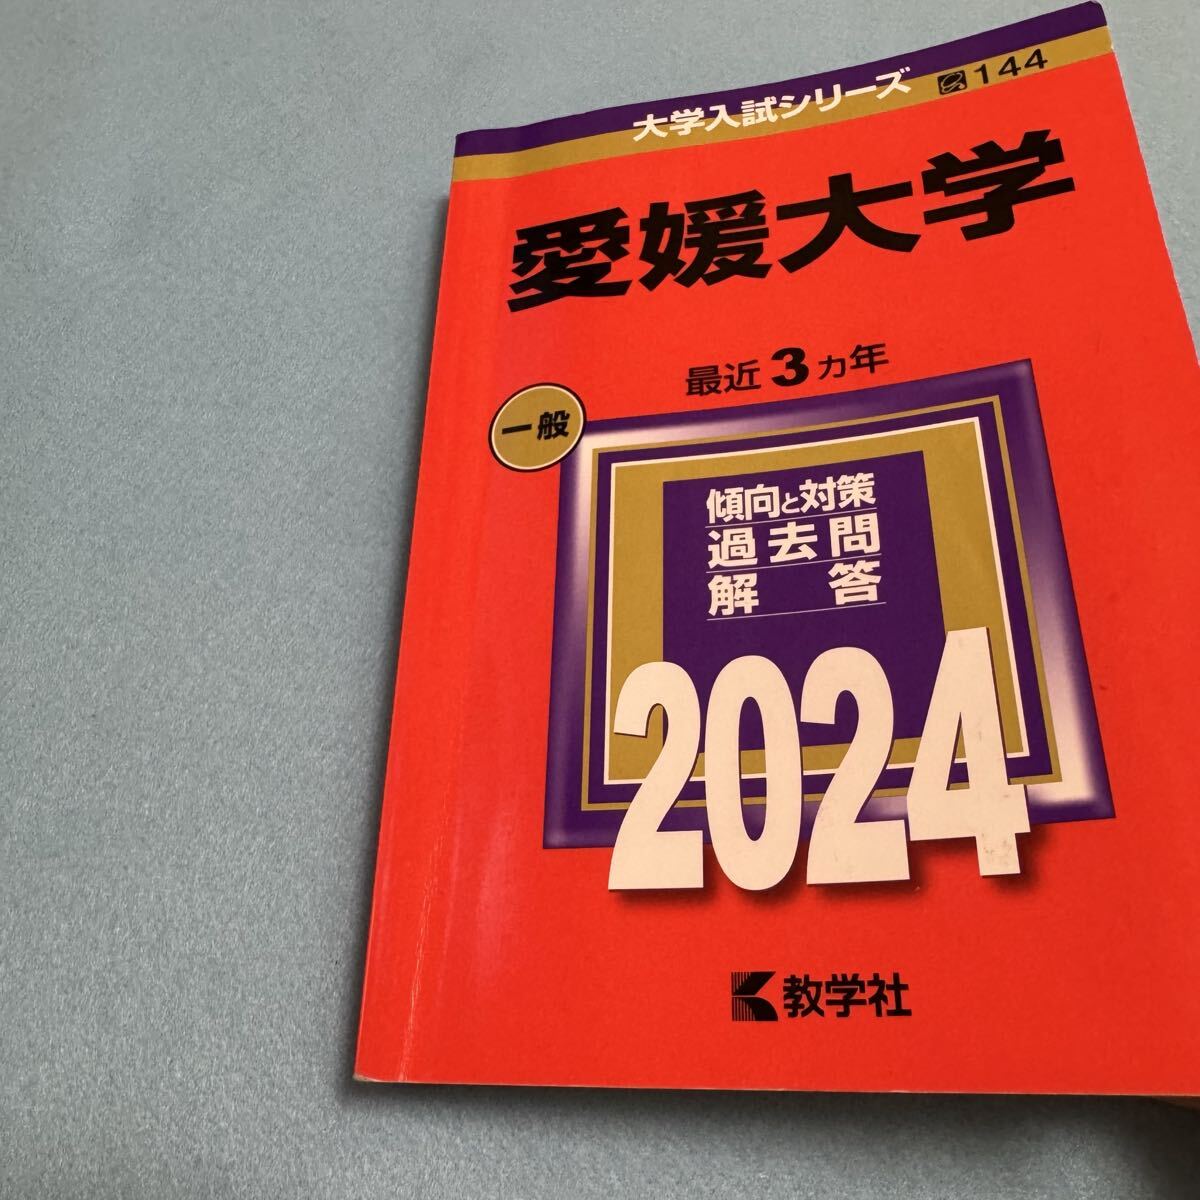 大学入試シリーズ 144
愛媛大学
最近3ヵ年
一般
傾向と対策
過去問
解答
2024
教学社